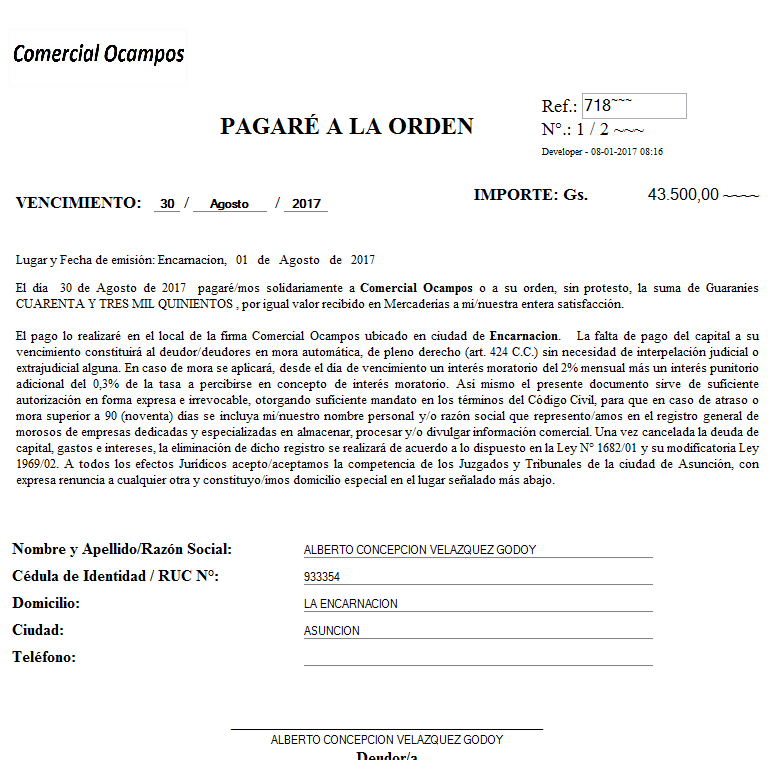 Comercial Ocampos
Ref.: 718~~~
PAGARÉ A LA ORDEN
N°.: 1 / 2 ~~~
Developer - 08-01-2017 08:16
VENCIMIENTO: 30 / Agosto / 2017
IMPORTE: Gs. 43.500,00 ~~~~
Lugar y Fecha de emisión: Encarnacion, 01 de Agosto de 2017
El día 30 de Agosto de 2017 pagaré/mos solidariamente a Comercial Ocampos o a su orden, sin protesto, la suma de Guaraníes
CUARENTA Y TRES MIL QUINIENTOS , por igual valor recibido en Mercaderias a mi/nuestra entera satisfacción.
El pago lo realizaré en el local de la firma Comercial Ocampos ubicado en ciudad de Encarnacion. La falta de pago del capital a su
vencimiento constituirá al deudor/deudores en mora automática, de pleno derecho (art. 424 C.C.) sin necesidad de interpelación judicial o
extrajudicial alguna. En caso de mora se aplicará, desde el día de vencimiento un interés moratorio del 2% mensual más un interés punitorio
adicional del 0,3% de la tasa a percibirse en concepto de interés moratorio. Así mismo el presente documento sirve de suficiente
autorización en forma expresa e irrevocable, otorgando suficiente mandato en los términos del Código Civil, para que en caso de atraso o
mora superior a 90 (noventa) días se incluya mi/nuestro nombre personal y/o razón social que represento/amos en el registro general de
morosos de empresas dedicadas y especializadas en almacenar, procesar y/o divulgar información comercial. Una vez cancelada la deuda de
capital, gastos e intereses, la eliminación de dicho registro se realizará de acuerdo a lo dispuesto en la Ley N° 1682/01 y su modificatoria Ley
1969/02. A todos los efectos Jurídicos acepto/aceptamos la competencia de los Juzgados y Tribunales de la ciudad de Asunción, con
expresa renuncia a cualquier otra y constituyo/imos domicilio especial en el lugar señalado más abajo.
Nombre y Apellido/Razón Social: ALBERTO CONCEPCION VELAZQUEZ GODOY
Cédula de Identidad / RUC N°: 933354
Domicilio: LA ENCARNACION
Ciudad: ASUNCION
Teléfono:
ALBERTO CONCEPCION VELAZQUEZ GODOY
Deudor/a